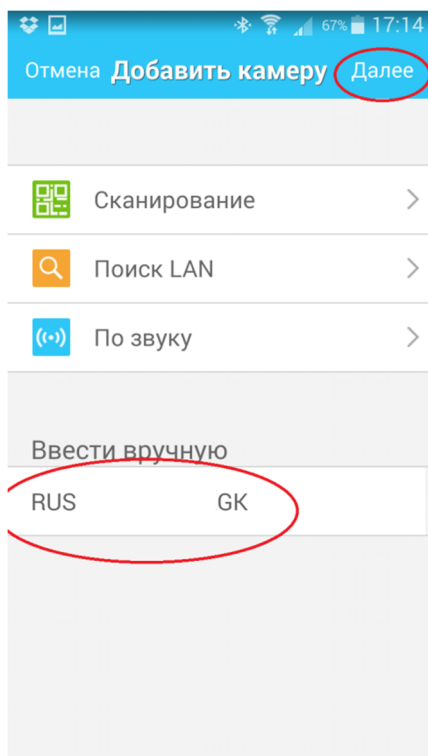 67% 17:14
Отмена Добавить камеру Далее
Сканирование
Поиск LAN
По звуку
Ввести вручную
RUS GK